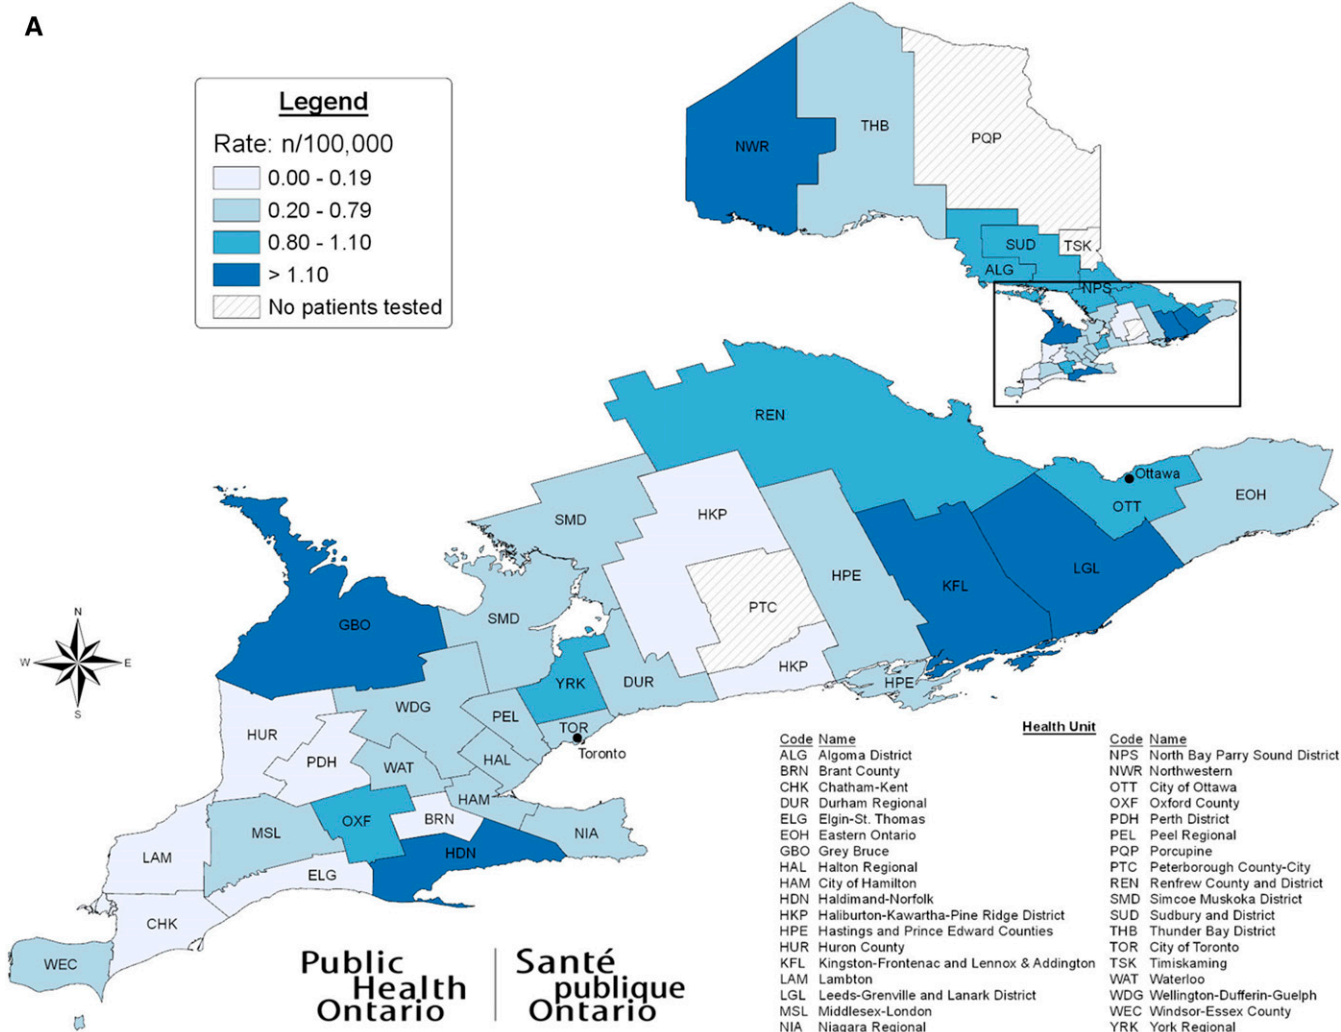 A
Legend
Rate: n/100,000
0.00 - 0.19
0.20 - 0.79
0.80 - 1.10
> 1.10
No patients tested
NWR
THB
PQP
SUD
TSK
ALG
NPS
REN
Ottawa
OTT
EOH
SMD
HKP
HPE
KFL
LGL
PTC
GBO
SMD
HKP
HPE
DUR
YRK
TOR
Toronto
WDG
PEL
HUR
PDH
WAT
HAL
HAM
BRN
OXF
MSL
NIA
HDN
LAM
ELG
CHK
WEC
N
W
E
S
Public
Health
Ontario
Santé
publique
Ontario
Health Unit
Code Name
ALG Algoma District
BRN Brant County
CHK Chatham-Kent
DUR Durham Regional
ELG Elgin-St. Thomas
EOH Eastern Ontario
GBO Grey Bruce
HAL Halton Regional
HAM City of Hamilton
HDN Haldimand-Norfolk
HKP Haliburton-Kawartha-Pine Ridge District
HPE Hastings and Prince Edward Counties
HUR Huron County
KFL Kingston-Frontenac and Lennox & Addington
LAM Lambton
LGL Leeds-Grenville and Lanark District
MSL Middlesex-London
NIA Niagara Regional
Code Name
NPS North Bay Parry Sound District
NWR Northwestern
OTT City of Ottawa
OXF Oxford County
PDH Perth District
PEL Peel Regional
PQP Porcupine
PTC Peterborough County-City
REN Renfrew County and District
SMD Simcoe Muskoka District
SUD Sudbury and District
THB Thunder Bay District
TOR City of Toronto
TSK Timiskaming
WAT Waterloo
WDG Wellington-Dufferin-Guelph
WEC Windsor-Essex County
YRK York Regional